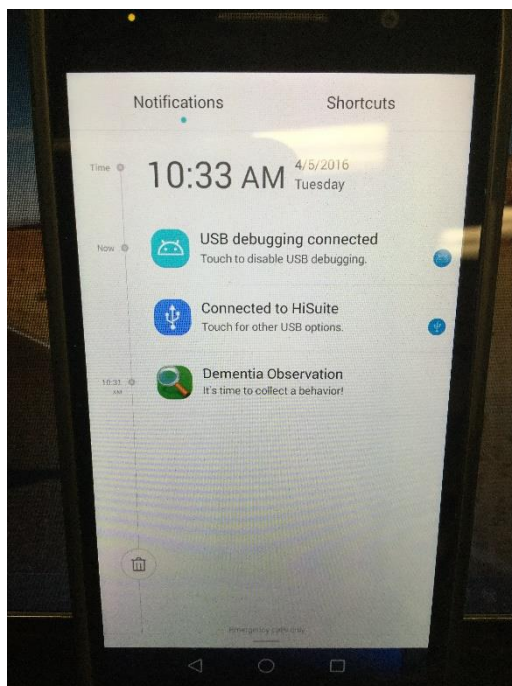 Notifications Shortcuts
Time
10:33 AM 4/5/2016
Tuesday
Now
USB debugging connected
Touch to disable USB debugging.
Connected to HiSuite
Touch for other USB options.
10:31
AM
Dementia Observation
It's time to collect a behavior!
Emergency calls only